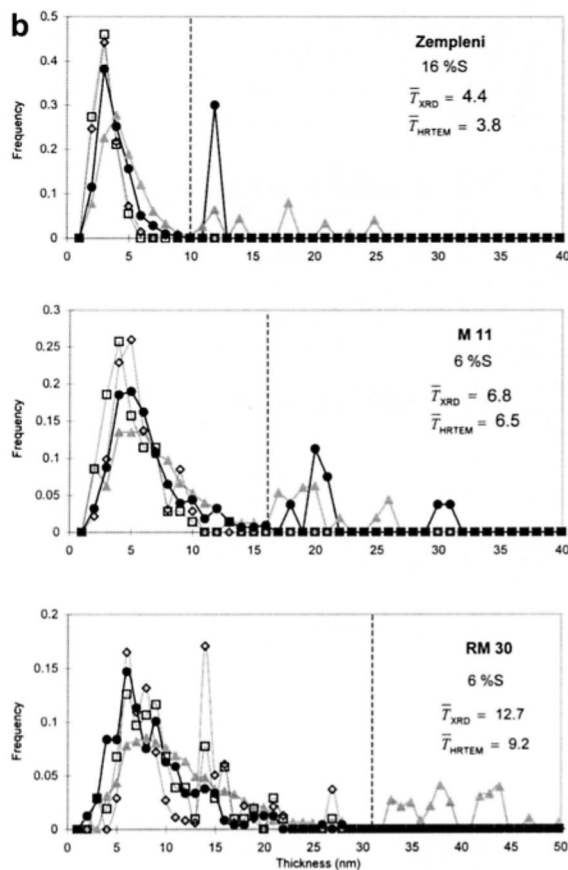 b
0.5
0.4
0.3
0.2
0.1
0
Frequency
Zempleni
16 %S
T̅XRD = 4.4
T̅HRTEM = 3.8
0 5 10 15 20 25 30 35 40
0.3
0.25
0.2
0.15
0.1
0.05
0
Frequency
M 11
6 %S
T̅XRD = 6.8
T̅HRTEM = 6.5
0 5 10 15 20 25 30 35 40
0.2
0.15
0.1
0.05
0
Frequency
RM 30
6 %S
T̅XRD = 12.7
T̅HRTEM = 9.2
0 5 10 15 20 25 30 35 40 45 50
Thickness (nm)